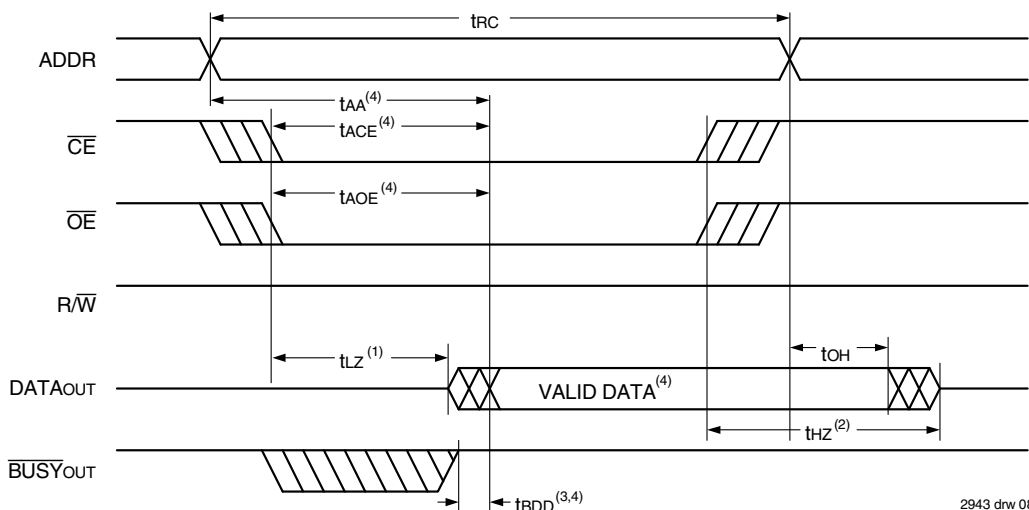 tRC
ADDR
tAA(4)
CE
tACE(4)
OE
tAOE(4)
R/W
tLZ(1)
tOH
DATAOUT
VALID DATA(4)
tHZ(2)
BUSYOUT
tBDD(3,4)
2943 drw 08